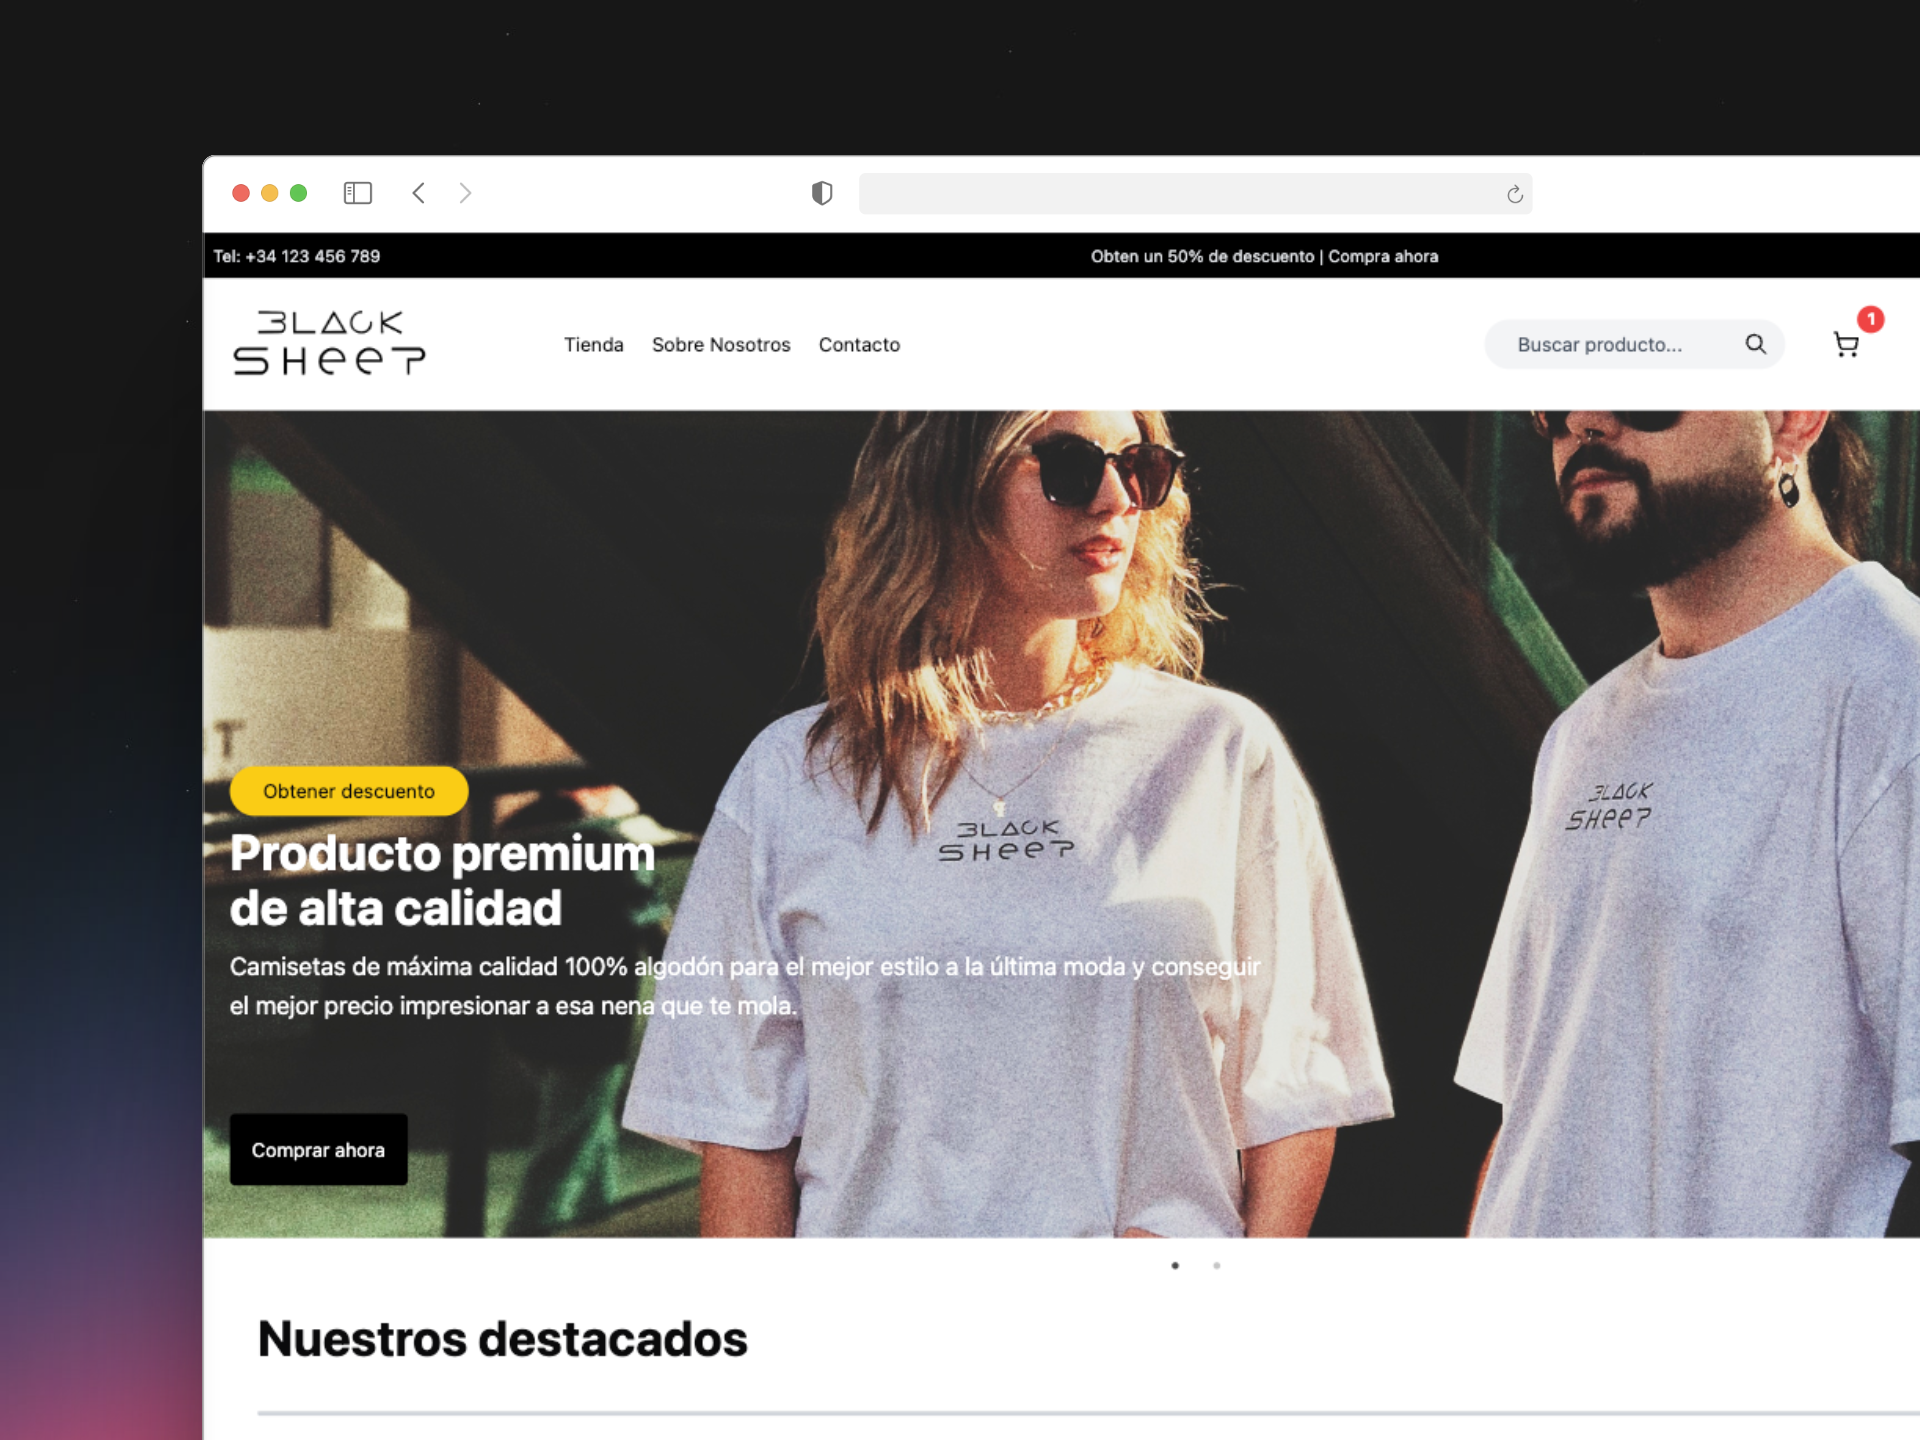 Tel: +34 123 456 789
Obten un 50% de descuento | Compra ahora
BLACK
SHEEP
Tienda
Sobre Nosotros
Contacto
Buscar producto...
1
T
BLACK
SHEEP
BLACK
SHEEP
Obtener descuento
Producto premium
de alta calidad
Camisetas de máxima calidad 100% algodón para el mejor estilo a la última moda y conseguir
el mejor precio impresionar a esa nena que te mola.
Comprar ahora
Nuestros destacados